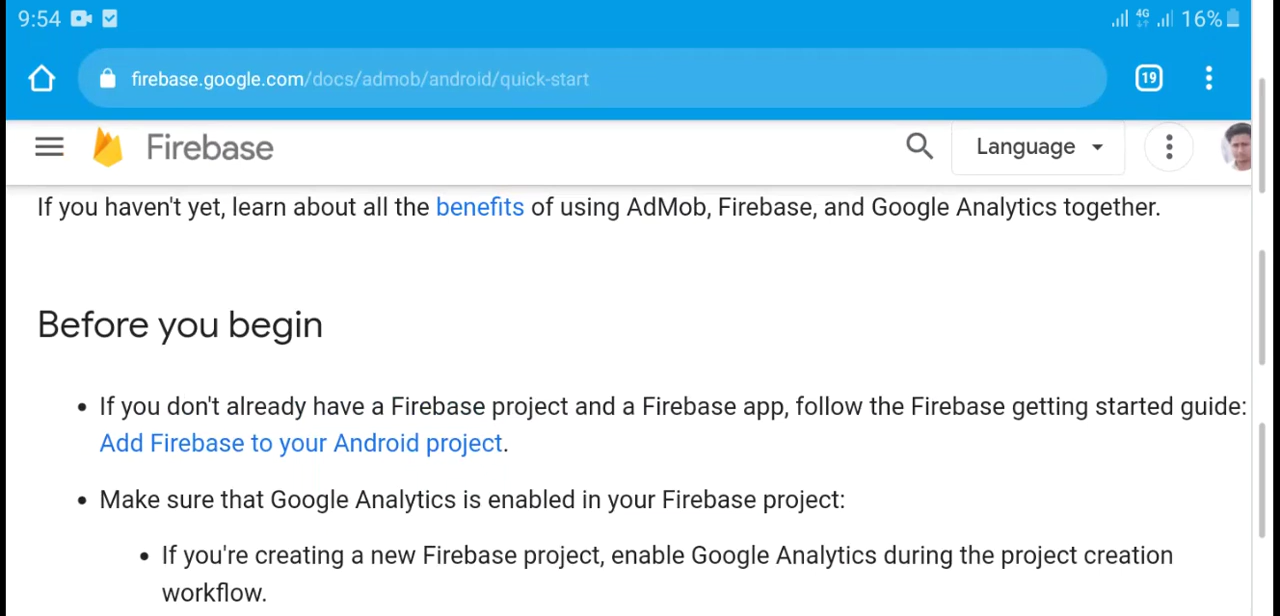 9:54 4G 16%
firebase.google.com/docs/admob/android/quick-start 19
Firebase Language
If you haven't yet, learn about all the benefits of using AdMob, Firebase, and Google Analytics together.
Before you begin
• If you don't already have a Firebase project and a Firebase app, follow the Firebase getting started guide:
Add Firebase to your Android project.
• Make sure that Google Analytics is enabled in your Firebase project:
• If you're creating a new Firebase project, enable Google Analytics during the project creation
workflow.